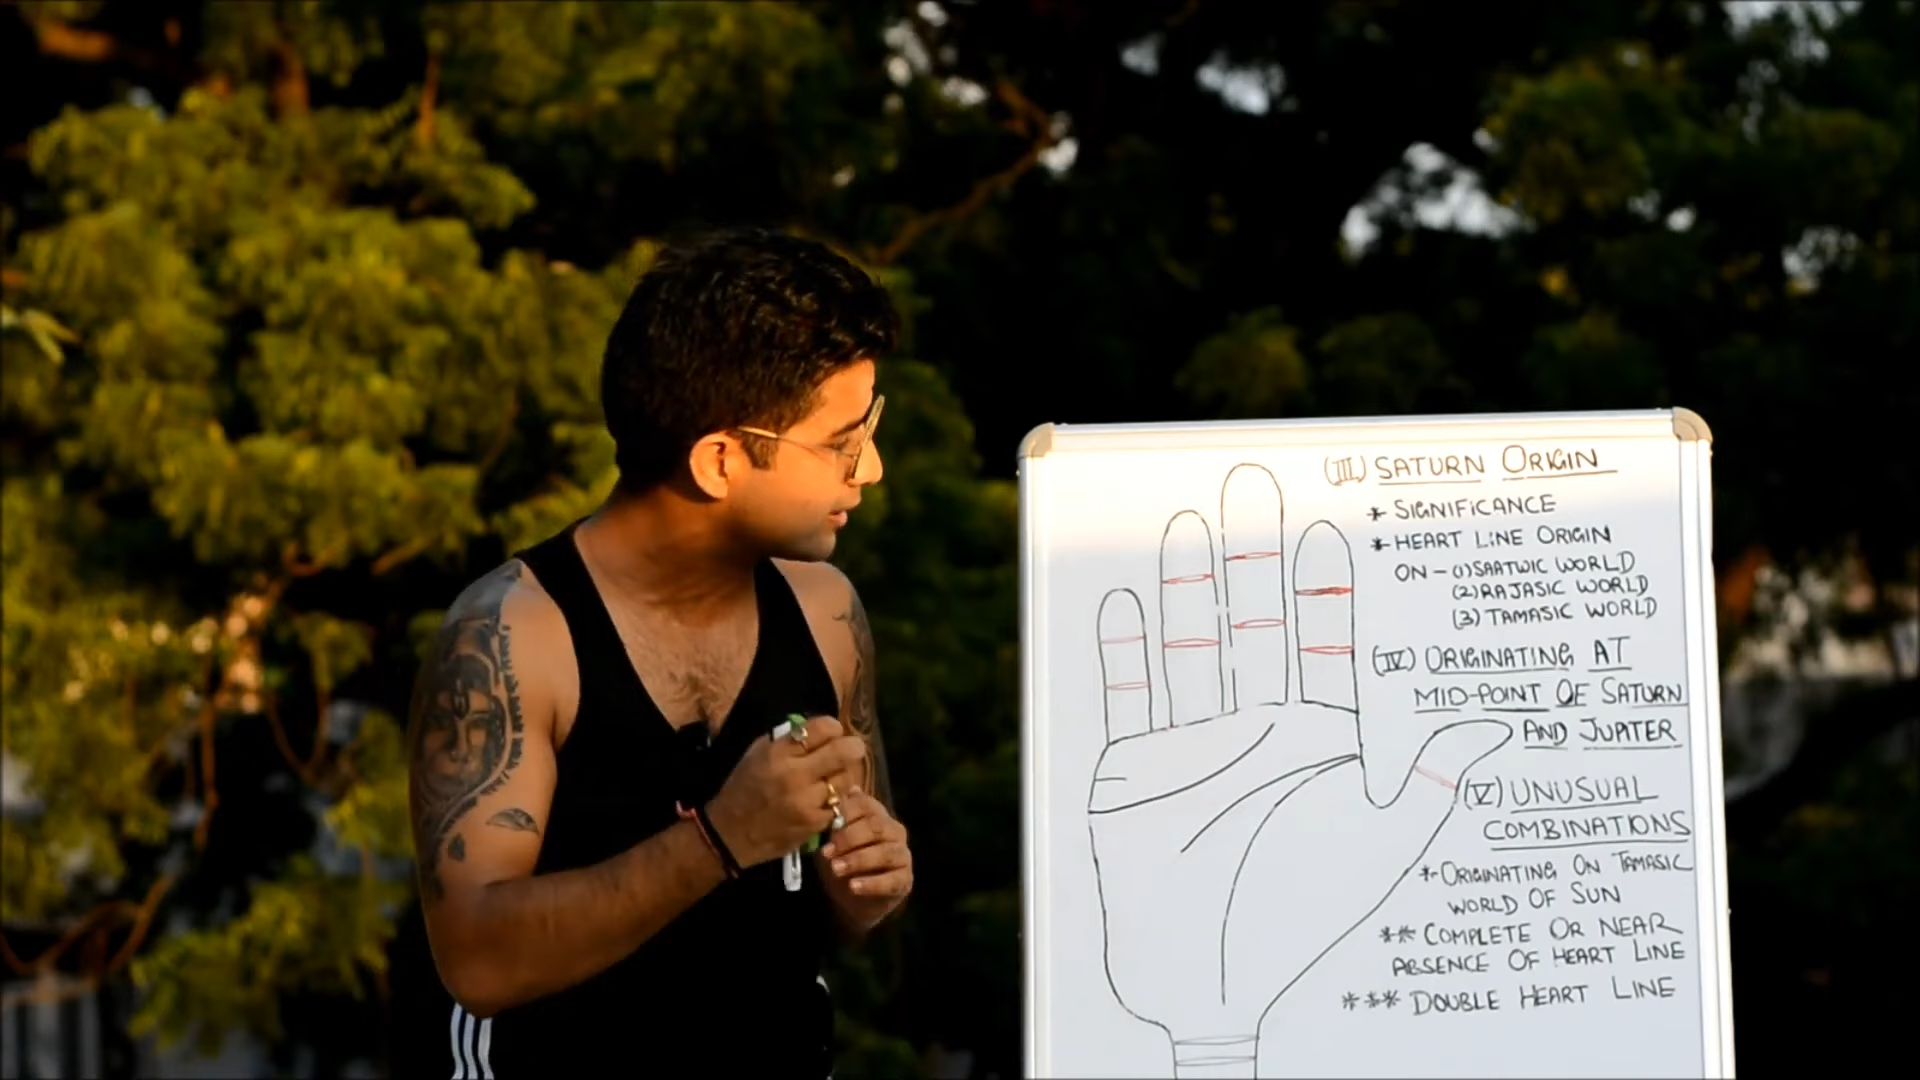 (III) SATURN ORIGIN
* SIGNIFICANCE
* HEART LINE ORIGIN
ON - (1) SAATWIC WORLD
(2) RAJASIC WORLD
(3) TAMASIC WORLD
(IV) ORIGINATING AT
MID-POINT OF SATURN
AND JUPITER
(V) UNUSUAL
COMBINATIONS
* ORIGINATING ON TAMASIC
WORLD OF SUN
** COMPLETE OR NEAR
ABSENCE OF HEART LINE
*** DOUBLE HEART LINE